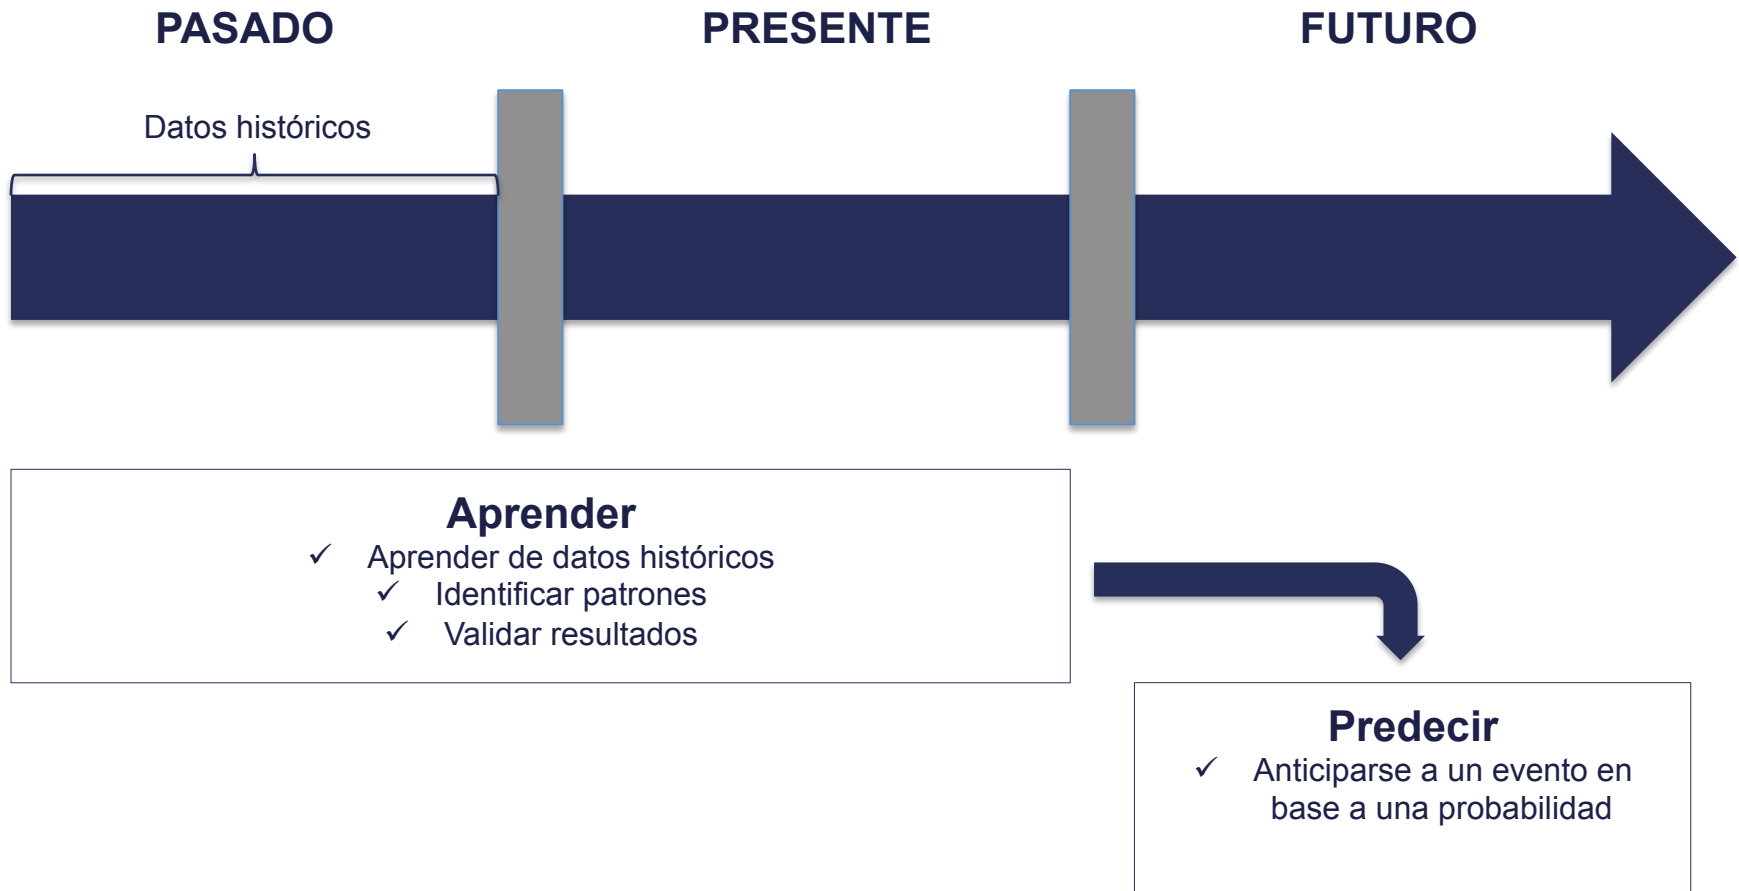 PASADO
PRESENTE
FUTURO
Datos históricos
Aprender
✓ Aprender de datos históricos
✓ Identificar patrones
✓ Validar resultados
Predecir
✓ Anticiparse a un evento en
base a una probabilidad